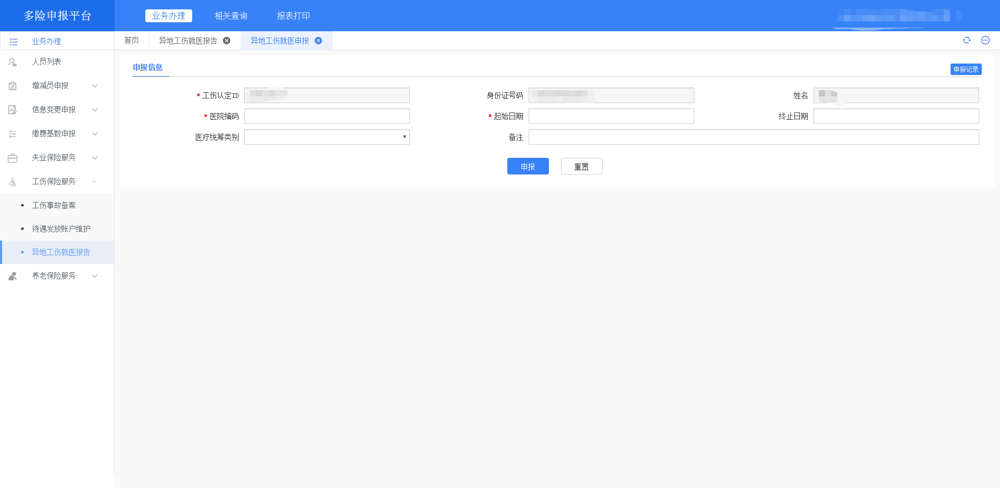 多险申报平台
业务办理 相关查询 报表打印
业务办理
首页 异地工伤就医报告 异地工伤就医申报
人员列表
增减员申报
信息变更申报
缴费基数申报
失业保险服务
工伤保险服务
工伤事故备案
待遇发放账户维护
异地工伤就医报告
养老保险服务
申报信息
申报记录
* 工伤认定ID 身份证号码 姓名
* 医院编码 * 起始日期 终止日期
医疗统筹类别 备注
申报 重置